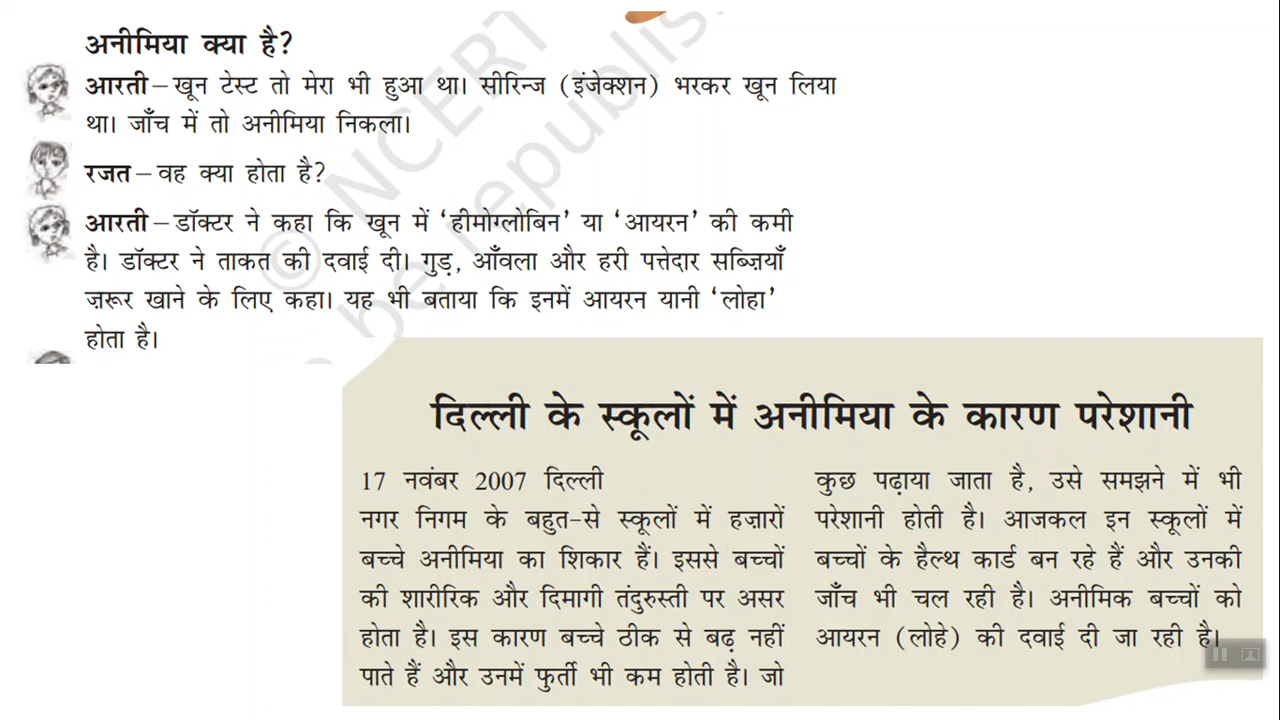 अनीमिया क्या है?
आरती – खून टेस्ट तो मेरा भी हुआ था। सीरिन्ज (इंजेक्शन) भरकर खून लिया
था। जाँच में तो अनीमिया निकला।
रजत – वह क्या होता है?
आरती – डॉक्टर ने कहा कि खून में ‘हीमोग्लोबिन’ या ‘आयरन’ की कमी
है। डॉक्टर ने ताकत की दवाई दी। गुड़, आँवला और हरी पत्तेदार सब्ज़ियाँ
ज़रूर खाने के लिए कहा। यह भी बताया कि इनमें आयरन यानी ‘लोहा’
होता है।
© NCERT
be republis
दिल्ली के स्कूलों में अनीमिया के कारण परेशानी
17 नवंबर 2007 दिल्ली
नगर निगम के बहुत-से स्कूलों में हज़ारों
बच्चे अनीमिया का शिकार हैं। इससे बच्चों
की शारीरिक और दिमागी तंदुरुस्ती पर असर
होता है। इस कारण बच्चे ठीक से बढ़ नहीं
पाते हैं और उनमें फुर्ती भी कम होती है। जो
कुछ पढ़ाया जाता है, उसे समझने में भी
परेशानी होती है। आजकल इन स्कूलों में
बच्चों के हैल्थ कार्ड बन रहे हैं और उनकी
जाँच भी चल रही है। अनीमिक बच्चों को
आयरन (लोहे) की दवाई दी जा रही है।